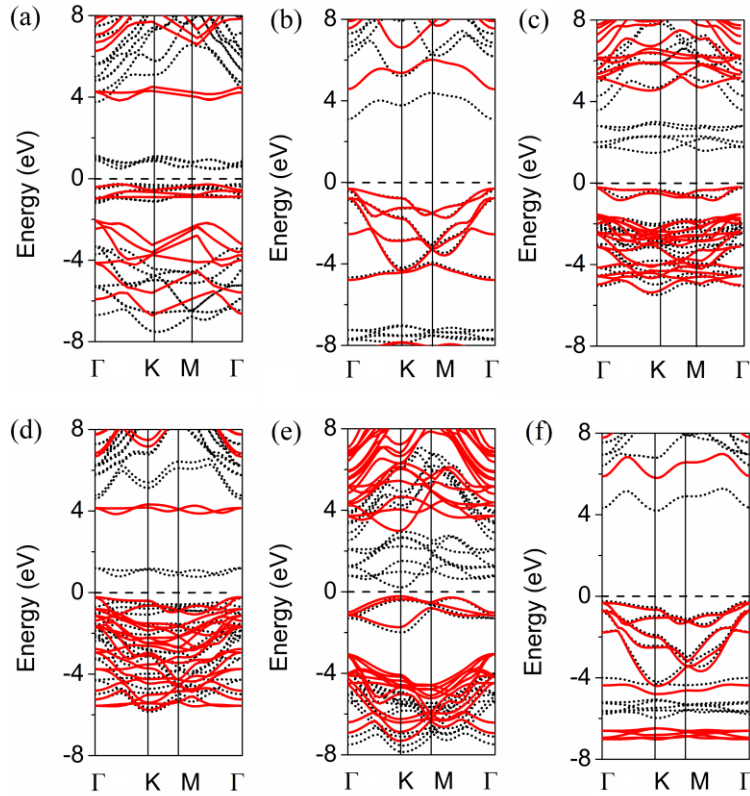 (a)
8
4
0
-4
-8
Energy (eV)
Γ K M Γ
(b)
8
4
0
-4
-8
Energy (eV)
Γ K M Γ
(c)
8
4
0
-4
-8
Energy (eV)
Γ K M Γ
(d)
8
4
0
-4
-8
Energy (eV)
Γ K M Γ
(e)
8
4
0
-4
-8
Energy (eV)
Γ K M Γ
(f)
8
4
0
-4
-8
Energy (eV)
Γ K M Γ